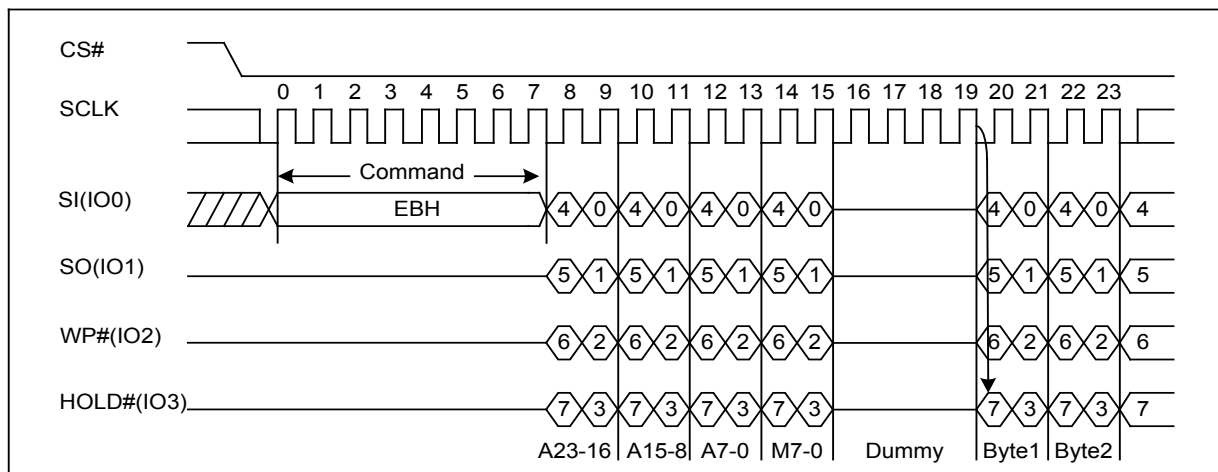 CS#
0 1 2 3 4 5 6 7 8 9 10 11 12 13 14 15 16 17 18 19 20 21 22 23
SCLK
Command
SI(IO0) EBH 4 0 4 0 4 0 4 0 4 0 4 0 4
SO(IO1) 5 1 5 1 5 1 5 1 5 1 5 1 5
WP#(IO2) 6 2 6 2 6 2 6 2 6 2 6 2 6
HOLD#(IO3) 7 3 7 3 7 3 7 3 7 3 7 3 7
A23-16 A15-8 A7-0 M7-0 Dummy Byte1 Byte2